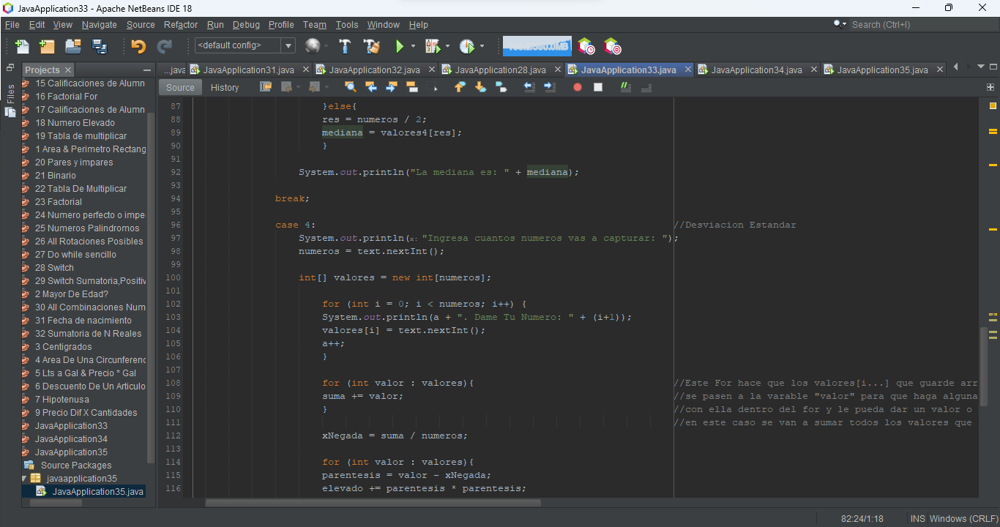 JavaApplication33 - Apache NetBeans IDE 18
File Edit View Navigate Source Refactor Run Debug Profile Team Tools Window Help
Search (Ctrl+I)
<default config>
Projects
...java JavaApplication31.java JavaApplication32.java JavaApplication28.java JavaApplication33.java JavaApplication34.java JavaApplication35.java
Files
Source History
15 Calificaciones de Alumn
16 Factorial For
17 Calificaciones de Alumn
18 Numero Elevado
19 Tabla de multiplicar
1 Area & Perimetro Rectang
20 Pares y impares
21 Binario
22 Tabla De Multiplicar
23 Factorial
24 Numero perfecto o impe
25 Numeros Palindromos
26 All Rotaciones Posibles
27 Do while sencillo
28 Switch
29 Switch Sumatoria,Positiv
2 Mayor De Edad?
30 All Combinaciones Num
31 Fecha de nacimiento
32 Sumatoria de N Reales
3 Centigrados
4 Area De Una Circunferenc
5 Lts a Gal & Precio * Gal
6 Descuento De Un Articulo
7 Hipotenusa
9 Precio Dif X Cantidades
JavaApplication33
JavaApplication34
JavaApplication35
Source Packages
javaapplication35
JavaApplication35.java
87 }else{
88 res = numeros / 2;
89 mediana = valores4[res];
90 }
91
92 System.out.println("La mediana es: " + mediana);
93
94 break;
95
96 case 4: //Desviacion Estandar
97 System.out.println(x: "Ingresa cuantos numeros vas a capturar: ");
98 numeros = text.nextInt();
99
100 int[] valores = new int[numeros];
101
102 for (int i = 0; i < numeros; i++) {
103 System.out.println(a + ". Dame Tu Numero: " + (i+1));
104 valores[i] = text.nextInt();
105 a++;
106 }
107
108 for (int valor : valores){ //Este For hace que los valores[i...] que guarde arr
109 suma += valor; //se pasen a la varable "valor" para que haga alguna
110 } //con ella dentro del for y le pueda dar un valor o
111 //en este caso se van a sumar todos los valores que
112 xNegada = suma / numeros;
113
114 for (int valor : valores){
115 parentesis = valor - xNegada;
116 elevado += parentesis * parentesis;
82:24/1:18 INS Windows (CRLF)